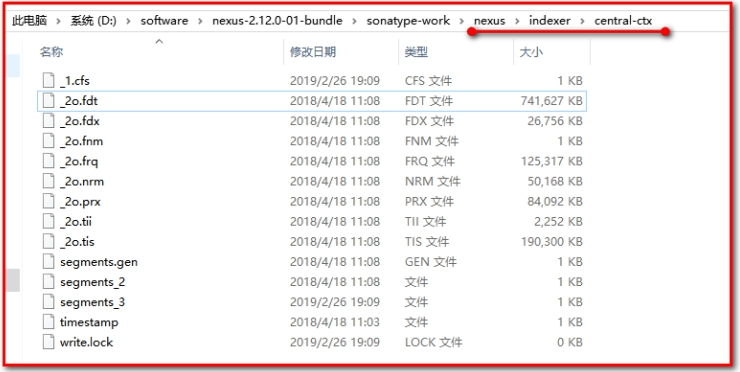 此电脑 › 系统 (D:) › software › nexus-2.12.0-01-bundle › sonatype-work › nexus › indexer › central-ctx
名称 修改日期 类型 大小
_1.cfs 2019/2/26 19:09 CFS 文件 1 KB
_2o.fdt 2018/4/18 11:08 FDT 文件 741,627 KB
_2o.fdx 2018/4/18 11:08 FDX 文件 26,756 KB
_2o.fnm 2018/4/18 11:08 FNM 文件 1 KB
_2o.frq 2018/4/18 11:08 FRQ 文件 125,317 KB
_2o.nrm 2018/4/18 11:08 NRM 文件 50,168 KB
_2o.prx 2018/4/18 11:08 PRX 文件 84,092 KB
_2o.tii 2018/4/18 11:08 TII 文件 2,252 KB
_2o.tis 2018/4/18 11:08 TIS 文件 190,300 KB
segments.gen 2018/4/18 11:08 GEN 文件 1 KB
segments_2 2018/4/18 11:08 文件 1 KB
segments_3 2019/2/26 19:09 文件 1 KB
timestamp 2018/4/18 11:03 文件 1 KB
write.lock 2019/2/26 19:09 LOCK 文件 0 KB